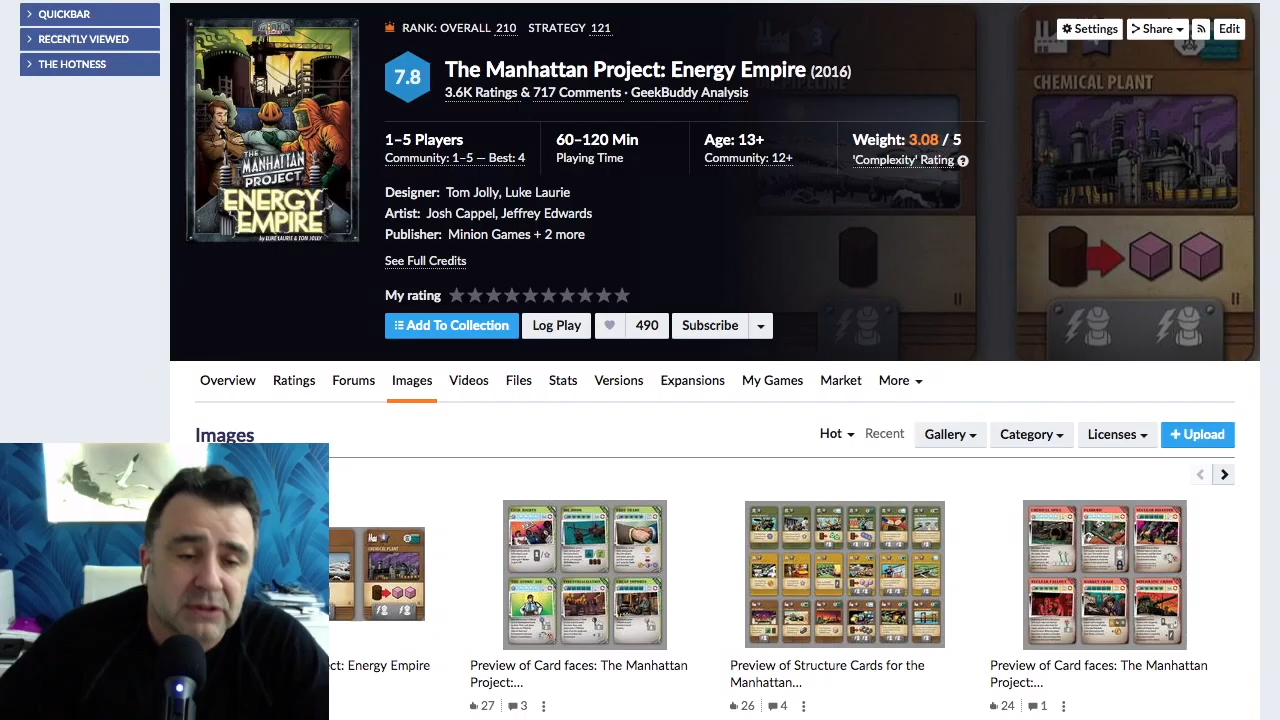 QUICKBAR
RECENTLY VIEWED
THE HOTNESS
RANK: OVERALL 210 STRATEGY 121
Settings
Share
Edit
7.8
The Manhattan Project: Energy Empire (2016)
3.6K Ratings & 717 Comments · GeekBuddy Analysis
1–5 Players
Community: 1–5 — Best: 4
60–120 Min
Playing Time
Age: 13+
Community: 12+
Weight: 3.08 / 5
'Complexity' Rating
Designer: Tom Jolly, Luke Laurie
Artist: Josh Cappel, Jeffrey Edwards
Publisher: Minion Games + 2 more
See Full Credits
My rating
Add To Collection
Log Play
490
Subscribe
THE
MANHATTAN
PROJECT
ENERGY
EMPIRE
by LUKE LAURIE & TOM JOLLY
CHEMICAL PLANT
Overview Ratings Forums Images Videos Files Stats Versions Expansions My Games Market More
Images
Hot Recent Gallery Category Licenses + Upload
CHEMICAL PLANT
ct: Energy Empire
Preview of Card faces: The Manhattan
Project:...
27 3
Preview of Structure Cards for the
Manhattan...
26 4
Preview of Card faces: The Manhattan
Project:...
24 1